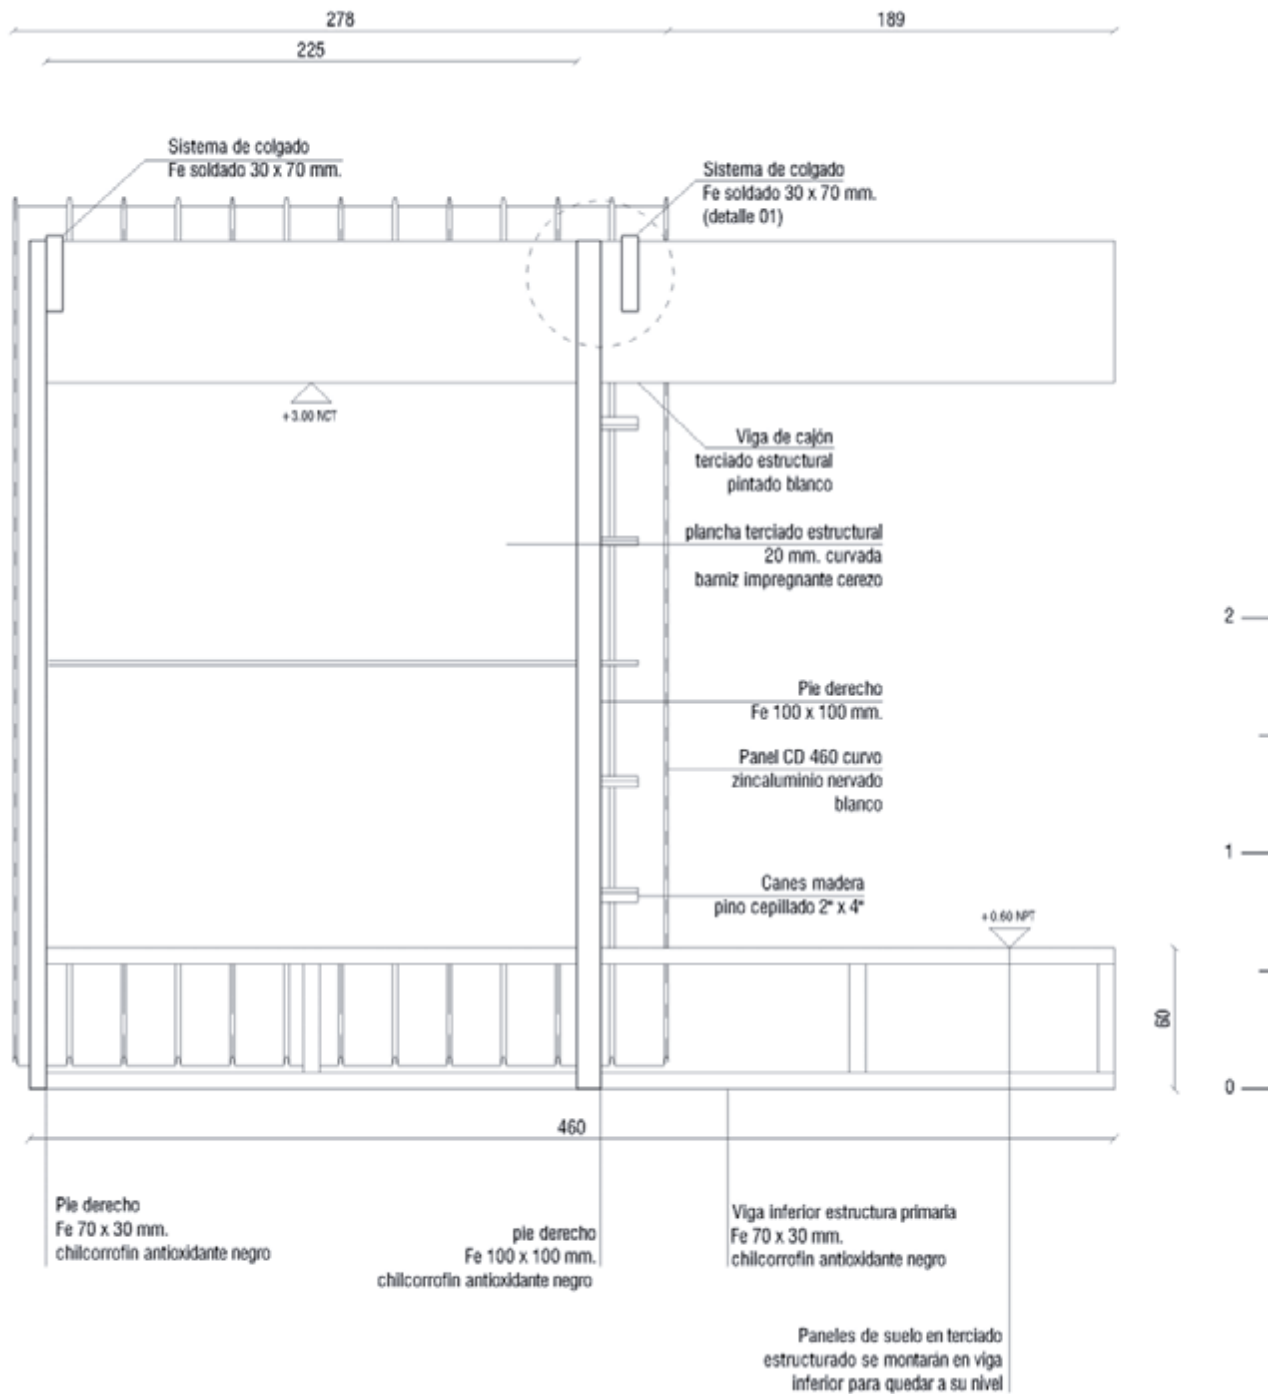 278
189
225
Sistema de colgado
Fe soldado 30 x 70 mm.
Sistema de colgado
Fe soldado 30 x 70 mm.
(detalle 01)
+ 3.00 NCT
Viga de cajón
terciado estructural
pintado blanco
plancha terciado estructural
20 mm. curvada
barniz impregnante cerezo
2
Pie derecho
Fe 100 x 100 mm.
Panel CD 460 curvo
zincaluminio nervado
blanco
1
Canes madera
pino cepillado 2" x 4"
+ 0.60 NPT
60
0
460
Pie derecho
Fe 70 x 30 mm.
chilcorrofin antioxidante negro
pie derecho
Fe 100 x 100 mm.
chilcorrofin antioxidante negro
Viga inferior estructura primaria
Fe 70 x 30 mm.
chilcorrofin antioxidante negro
Paneles de suelo en terciado
estructurado se montarán en viga
inferior para quedar a su nivel